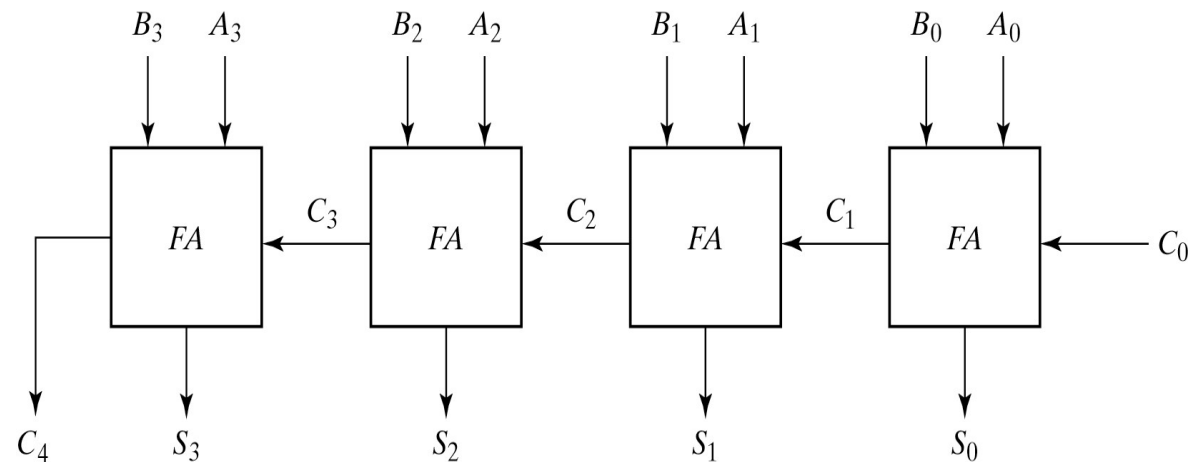 B₃ A₃ B₂ A₂ B₁ A₁ B₀ A₀
C₃ C₂ C₁
FA FA FA FA C₀
C₄ S₃ S₂ S₁ S₀